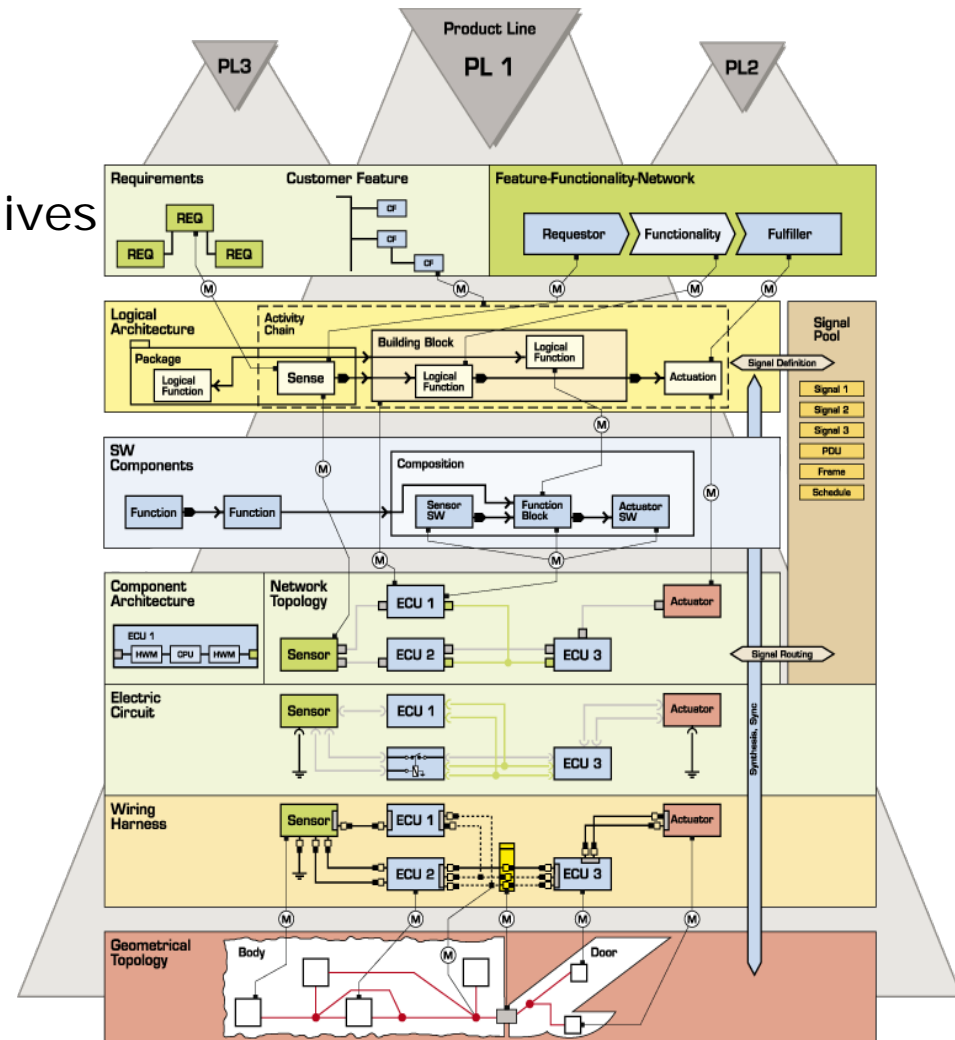 Product Line
PL3
PL 1
PL2
ives
Requirements
Customer Feature
Feature-Functionality-Network
REQ
REQ
REQ
CF
CF
CF
Requestor
Functionality
Fulfiller
M
M
M
M
M
Logical
Architecture
Activity
Chain
Package
Logical
Function
Sense
Building Block
Logical
Function
Logical
Function
Actuation
Signal
Pool
Signal Definition
Signal 1
Signal 2
Signal 3
PDU
Frame
Schedule
M
M
M
SW
Components
Composition
Function
Function
Sensor
SW
Function
Block
Actuator
SW
M
M
Component
Architecture
ECU 1
HWM
CPU
HWM
Network
Topology
Sensor
ECU 1
ECU 2
ECU 3
Actuator
Signal Routing
Synthesis, Sync
Electric
Circuit
Sensor
ECU 1
ECU 3
Actuator
Wiring
Harness
Sensor
ECU 1
ECU 2
ECU 3
Actuator
M
M
M
M
M
M
Geometrical
Topology
Body
Door